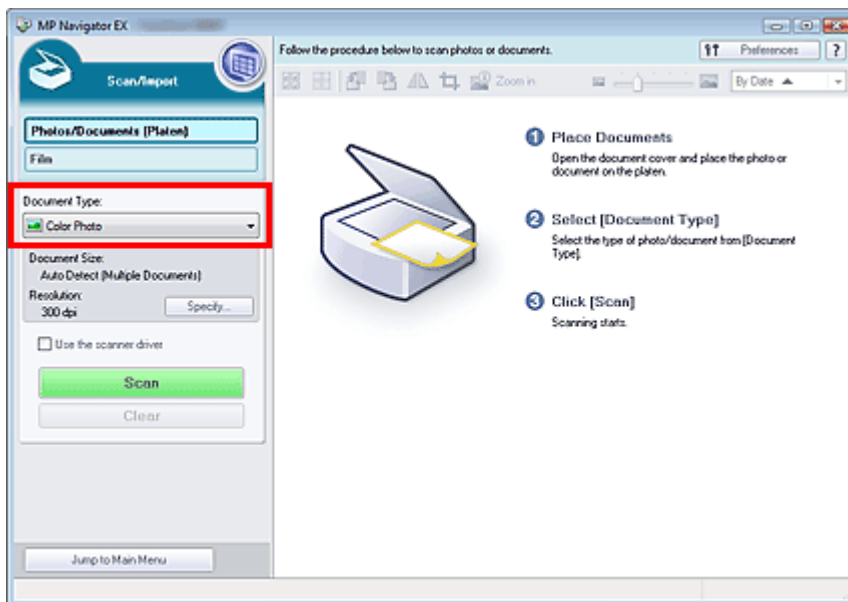 MP Navigator EX
Scan/Import
Follow the procedure below to scan photos or documents.
Preferences
?
Zoom in
By Date
Photos/Documents (Platen)
Film
Document Type:
Color Photo
Document Size:
Auto Detect (Multiple Documents)
Resolution:
300 dpi
Specify...
Use the scanner driver
Scan
Clear
Jump to Main Menu
1 Place Documents
Open the document cover and place the photo or
document on the platen.
2 Select [Document Type]
Select the type of photo/document from [Document
Type].
3 Click [Scan]
Scanning starts.